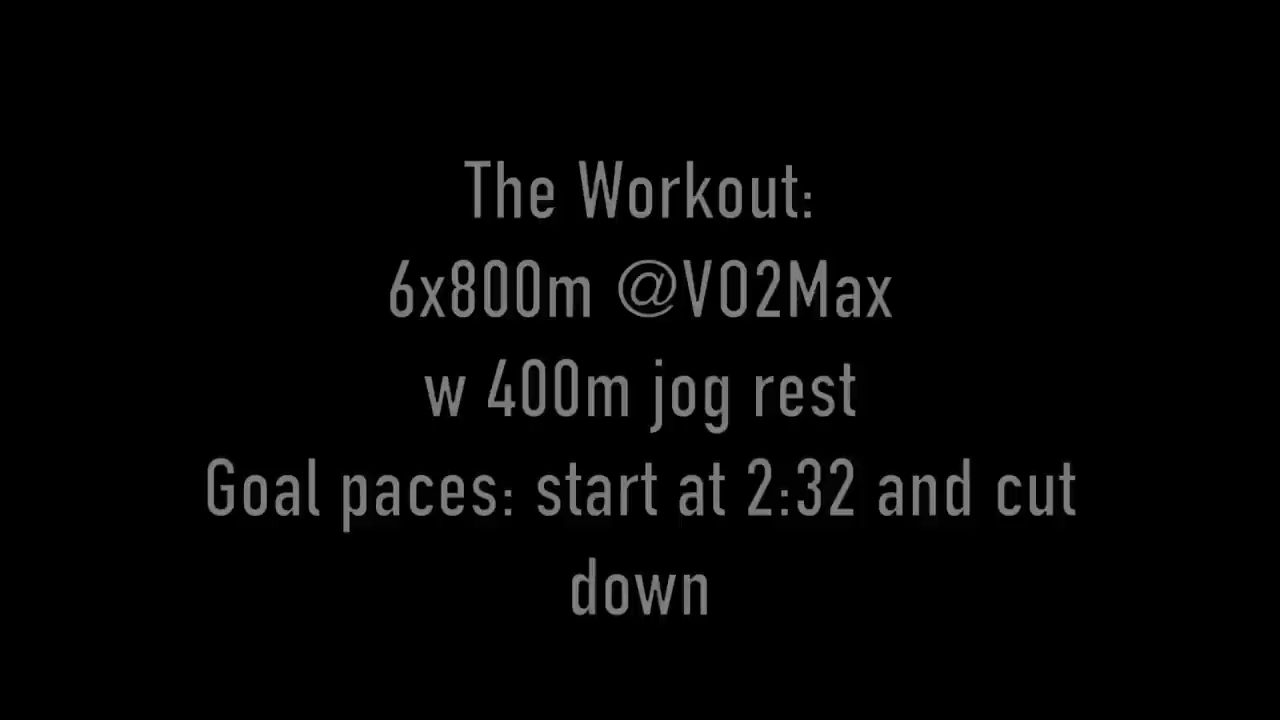 The Workout:
6x800m @VO2Max
w 400m jog rest
Goal paces: start at 2:32 and cut
down